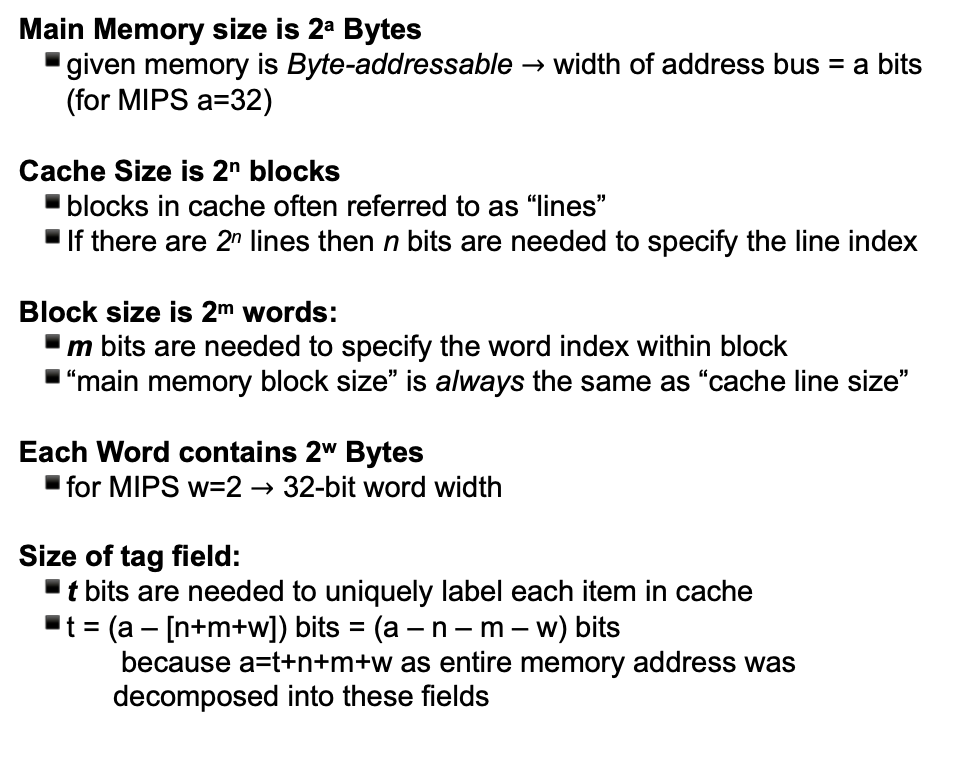 Main Memory size is 2ᵃ Bytes
▪ given memory is Byte-addressable → width of address bus = a bits
(for MIPS a=32)
Cache Size is 2ⁿ blocks
▪ blocks in cache often referred to as “lines”
▪ If there are 2ⁿ lines then n bits are needed to specify the line index
Block size is 2ᵐ words:
▪ m bits are needed to specify the word index within block
▪ “main memory block size” is always the same as “cache line size”
Each Word contains 2ʷ Bytes
▪ for MIPS w=2 → 32-bit word width
Size of tag field:
▪ t bits are needed to uniquely label each item in cache
▪ t = (a – [n+m+w]) bits = (a – n – m – w) bits
because a=t+n+m+w as entire memory address was
decomposed into these fields